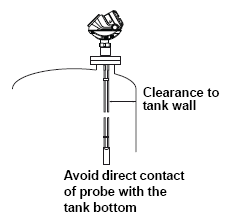 Clearance to
tank wall
Avoid direct contact
of probe with the
tank bottom